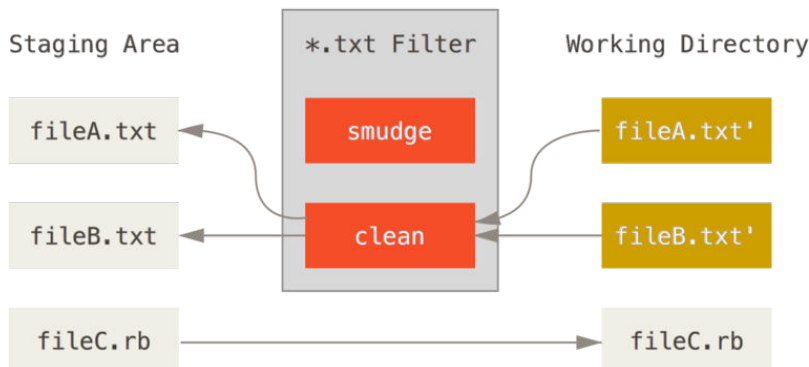 Staging Area
*.txt Filter
Working Directory
fileA.txt
smudge
fileA.txt'
fileB.txt
clean
fileB.txt'
fileC.rb
fileC.rb